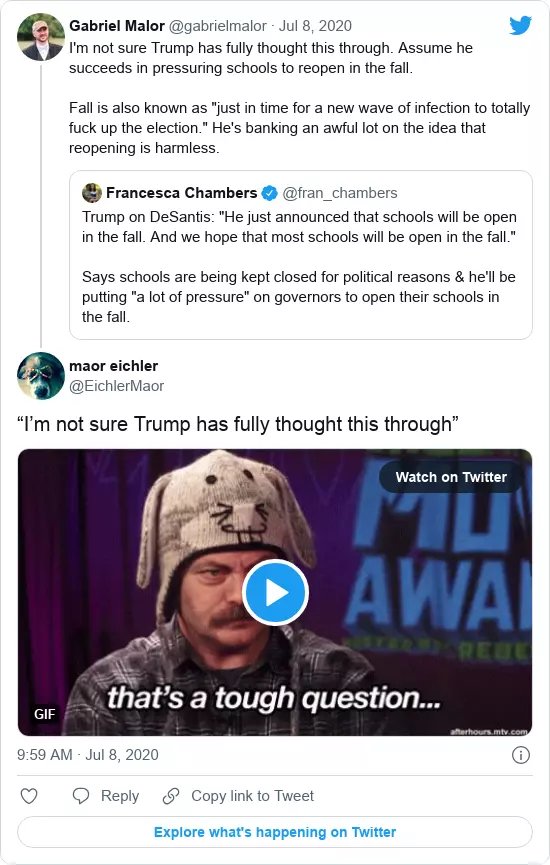 Gabriel Malor @gabrielmalor · Jul 8, 2020
I'm not sure Trump has fully thought this through. Assume he
succeeds in pressuring schools to reopen in the fall.
Fall is also known as "just in time for a new wave of infection to totally
fuck up the election." He's banking an awful lot on the idea that
reopening is harmless.
Francesca Chambers @fran_chambers
Trump on DeSantis: "He just announced that schools will be open
in the fall. And we hope that most schools will be open in the fall."
Says schools are being kept closed for political reasons & he'll be
putting "a lot of pressure" on governors to open their schools in
the fall.
maor eichler
@EichlerMaor
“I’m not sure Trump has fully thought this through”
Watch on Twitter
AWA
that's a tough question...
GIF
afterhours.mtv.com
9:59 AM · Jul 8, 2020
Reply
Copy link to Tweet
Explore what's happening on Twitter